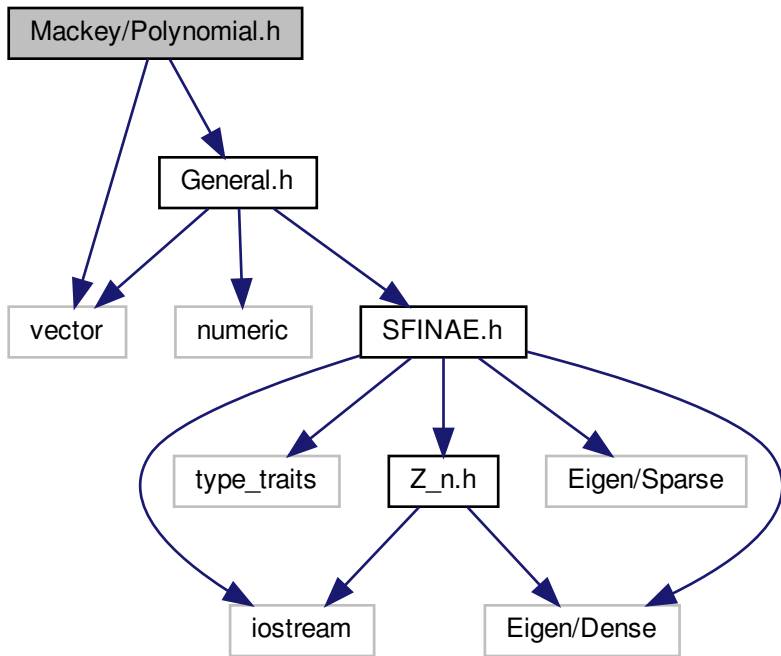 Mackey/Polynomial.h
General.h
vector
numeric
SFINAE.h
type_traits
Z_n.h
Eigen/Sparse
iostream
Eigen/Dense